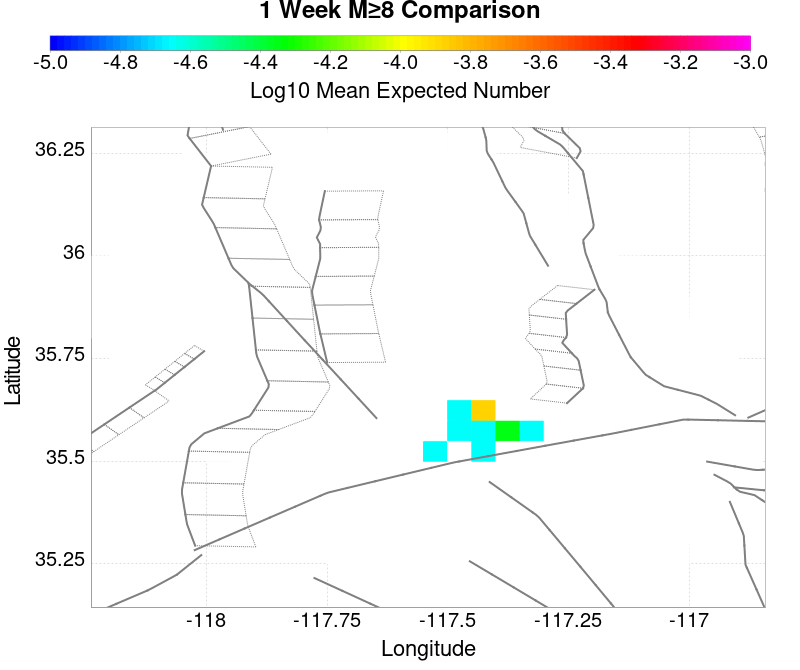 1 Week M≥8 Comparison
-5.0 -4.8 -4.6 -4.4 -4.2 -4.0 -3.8 -3.6 -3.4 -3.2 -3.0
Log10 Mean Expected Number
36.25
36
35.75
35.5
35.25
Latitude
-118 -117.75 -117.5 -117.25 -117
Longitude